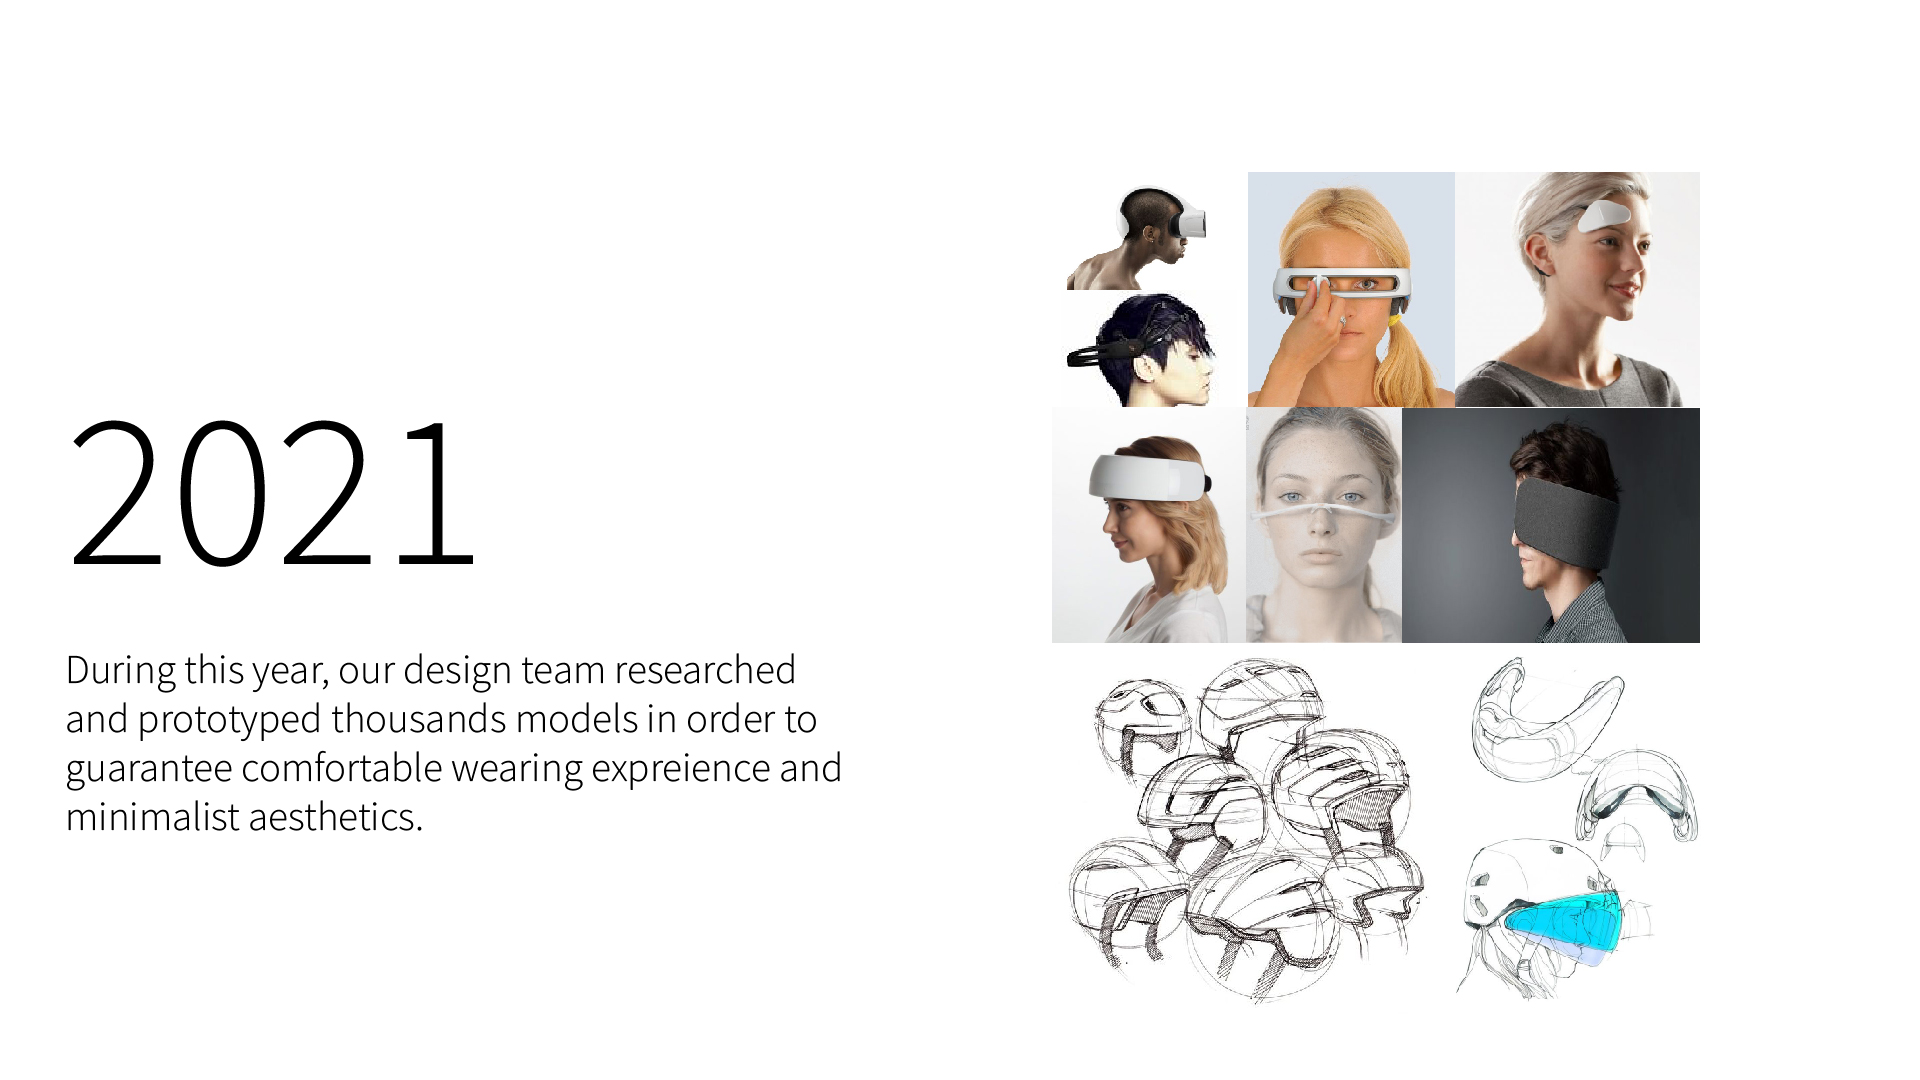 2021
During this year, our design team researched
and prototyped thousands models in order to
guarantee comfortable wearing expreience and
minimalist aesthetics.